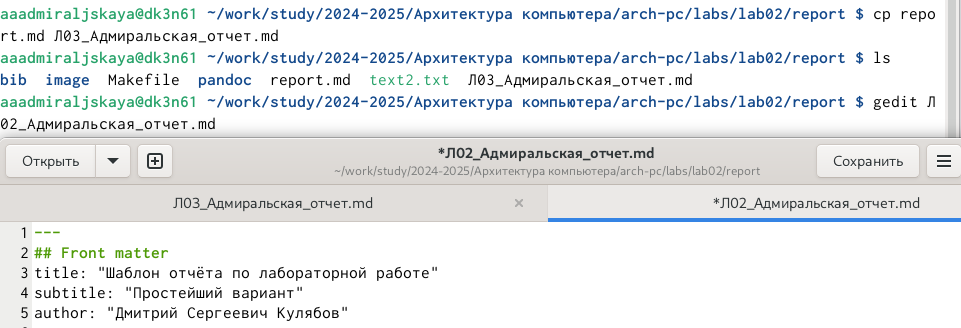 aaadmiraljskaya@dk3n61 ~/work/study/2024-2025/Архитектура компьютера/arch-pc/labs/lab02/report $ cp repo
rt.md Л03_Адмиральская_отчет.md
aaadmiraljskaya@dk3n61 ~/work/study/2024-2025/Архитектура компьютера/arch-pc/labs/lab02/report $ ls
bib image Makefile pandoc report.md text2.txt Л03_Адмиральская_отчет.md
aaadmiraljskaya@dk3n61 ~/work/study/2024-2025/Архитектура компьютера/arch-pc/labs/lab02/report $ gedit Л
02_Адмиральская_отчет.md
Открыть
*Л02_Адмиральская_отчет.md
~/work/study/2024-2025/Архитектура компьютера/arch-pc/labs/lab02/report
Сохранить
Л03_Адмиральская_отчет.md × *Л02_Адмиральская_отчет.md
1 ---
2 ## Front matter
3 title: "Шаблон отчёта по лабораторной работе"
4 subtitle: "Простейший вариант"
5 author: "Дмитрий Сергеевич Кулябов"